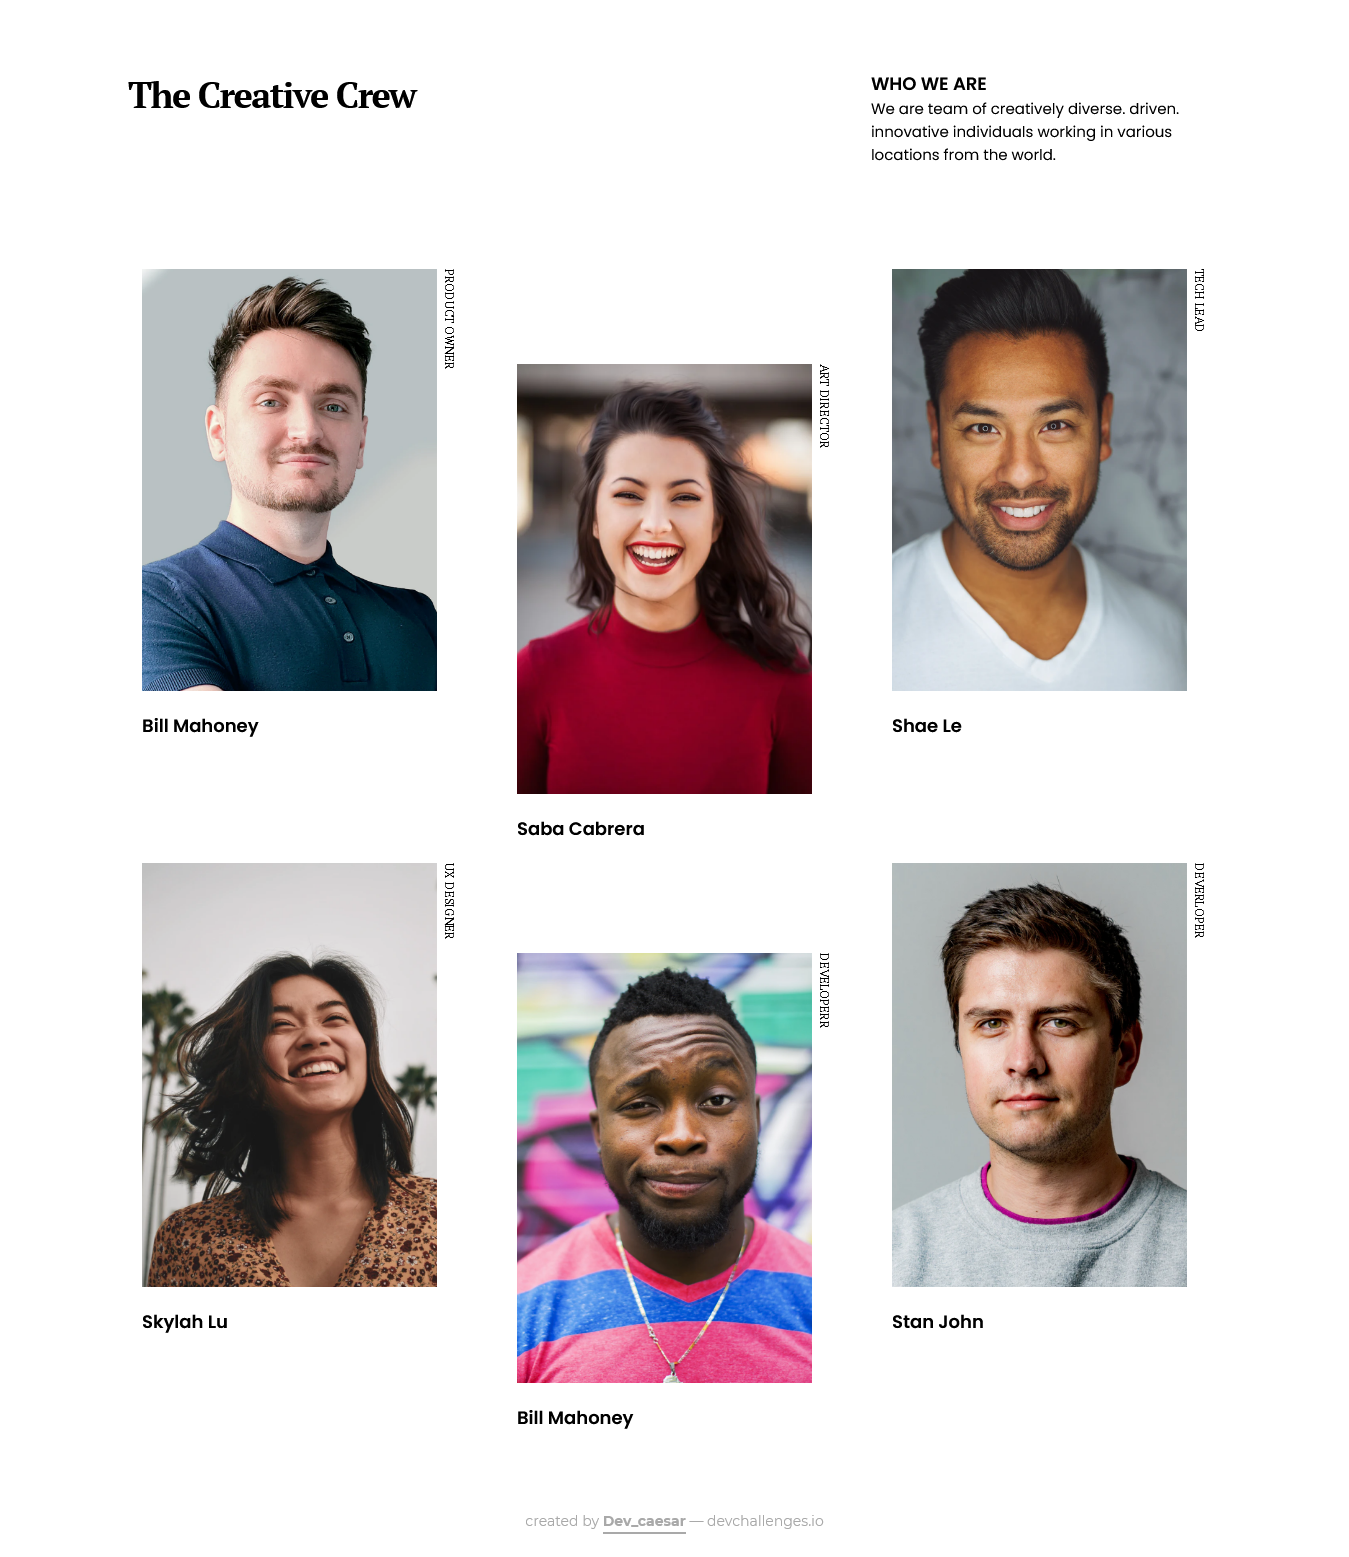 The Creative Crew
WHO WE ARE
We are team of creatively diverse. driven.
innovative individuals working in various
locations from the world.
PRODUCT OWNER
Bill Mahoney
ART DIRECTOR
Saba Cabrera
TECH LEAD
Shae Le
UX DESIGNER
Skylah Lu
DEVELOPERR
Bill Mahoney
DEVERLOPER
Stan John
created by Dev_caesar — devchallenges.io